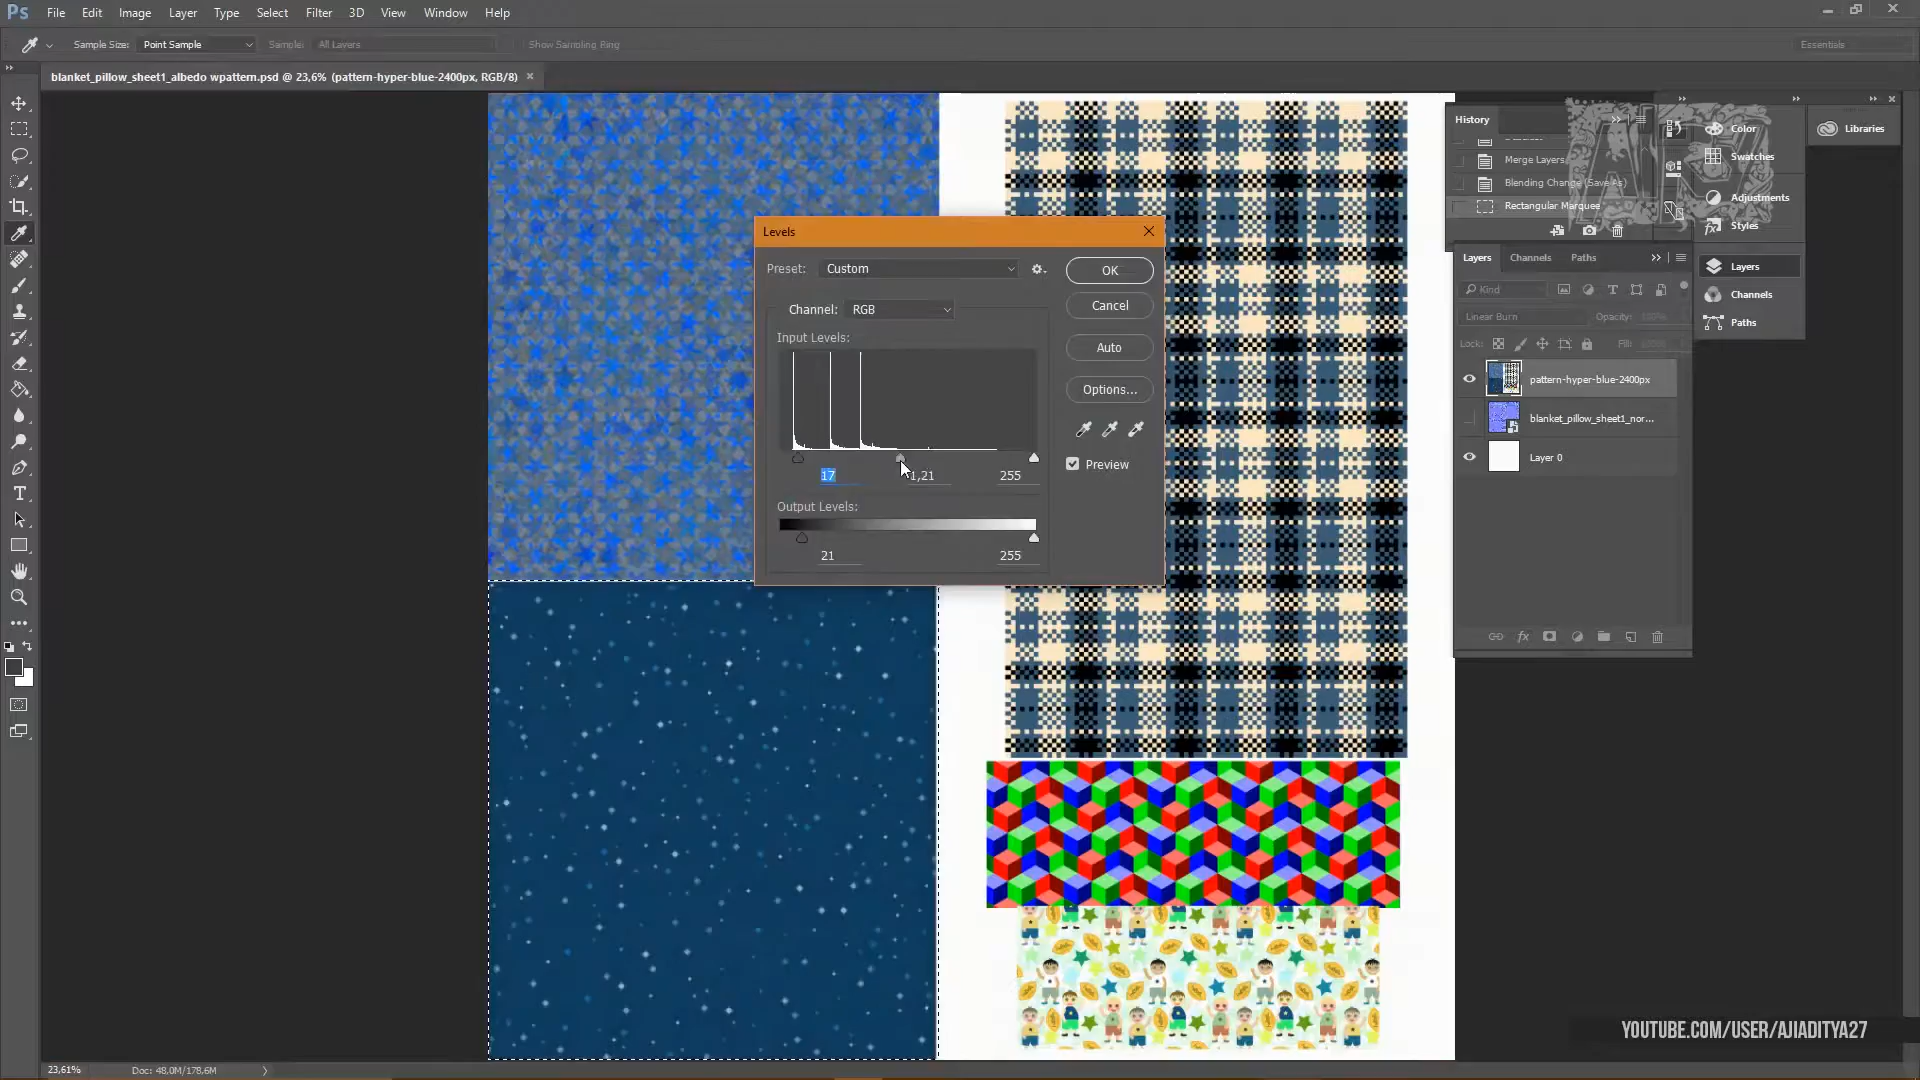 Ps File Edit Image Layer Type Select Filter 3D View Window Help
Sample Size: Point Sample Sample: All Layers Show Sampling Ring Essentials
blanket_pillow_sheet1_albedo wpattern.psd @ 23,6% (pattern-hyper-blue-2400px, RGB/8) ×
History
Merge Layers
Blending Change (Save As)
Rectangular Marquee
Color
Swatches
Adjustments
Styles
Libraries
Layers
Channels
Paths
Layers Channels Paths
Kind
Linear Burn Opacity:
Lock: Fill:
pattern-hyper-blue-2400px
blanket_pillow_sheet1_nor...
Layer 0
Levels
Preset: Custom
OK
Cancel
Auto
Options...
Preview
Channel: RGB
Input Levels:
17 1,21 255
Output Levels:
21 255
YOUTUBE.COM/USER/AJIADITYA27
23,61% Doc: 48,0M/178,6M